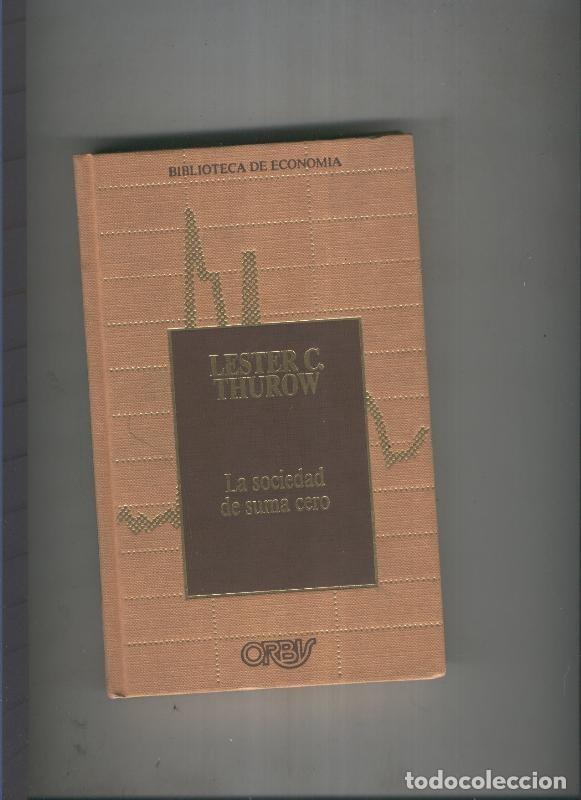 BIBLIOTECA DE ECONOMIA
LESTER C.
THUROW
La sociedad
de suma cero
ORBIS
todocoleccion